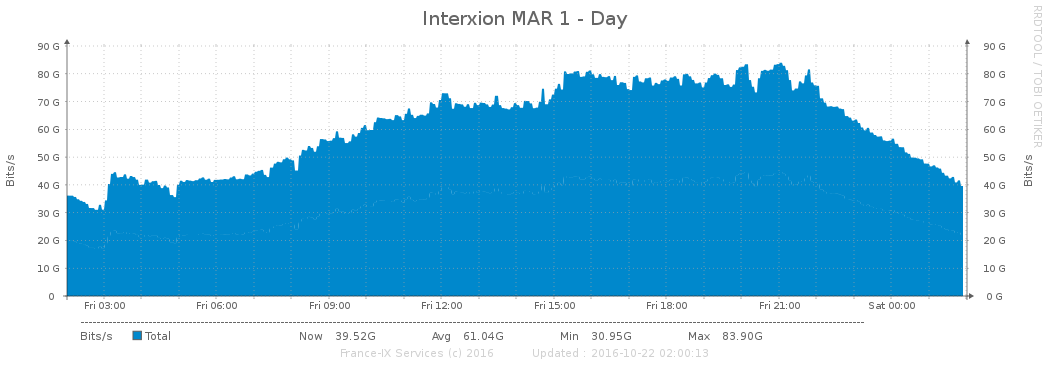 Interxion MAR 1 - Day
RRDTOOL / TOBI OETIKER
Bits/s
90 G
80 G
70 G
60 G
50 G
40 G
30 G
20 G
10 G
0
90 G
80 G
70 G
60 G
50 G
40 G
30 G
20 G
10 G
0 G
Bits/s
Fri 03:00 Fri 06:00 Fri 09:00 Fri 12:00 Fri 15:00 Fri 18:00 Fri 21:00 Sat 00:00
Bits/s Total Now 39.52G Avg 61.04G Min 30.95G Max 83.90G
France-IX Services (c) 2016 Updated : 2016-10-22 02:00:13